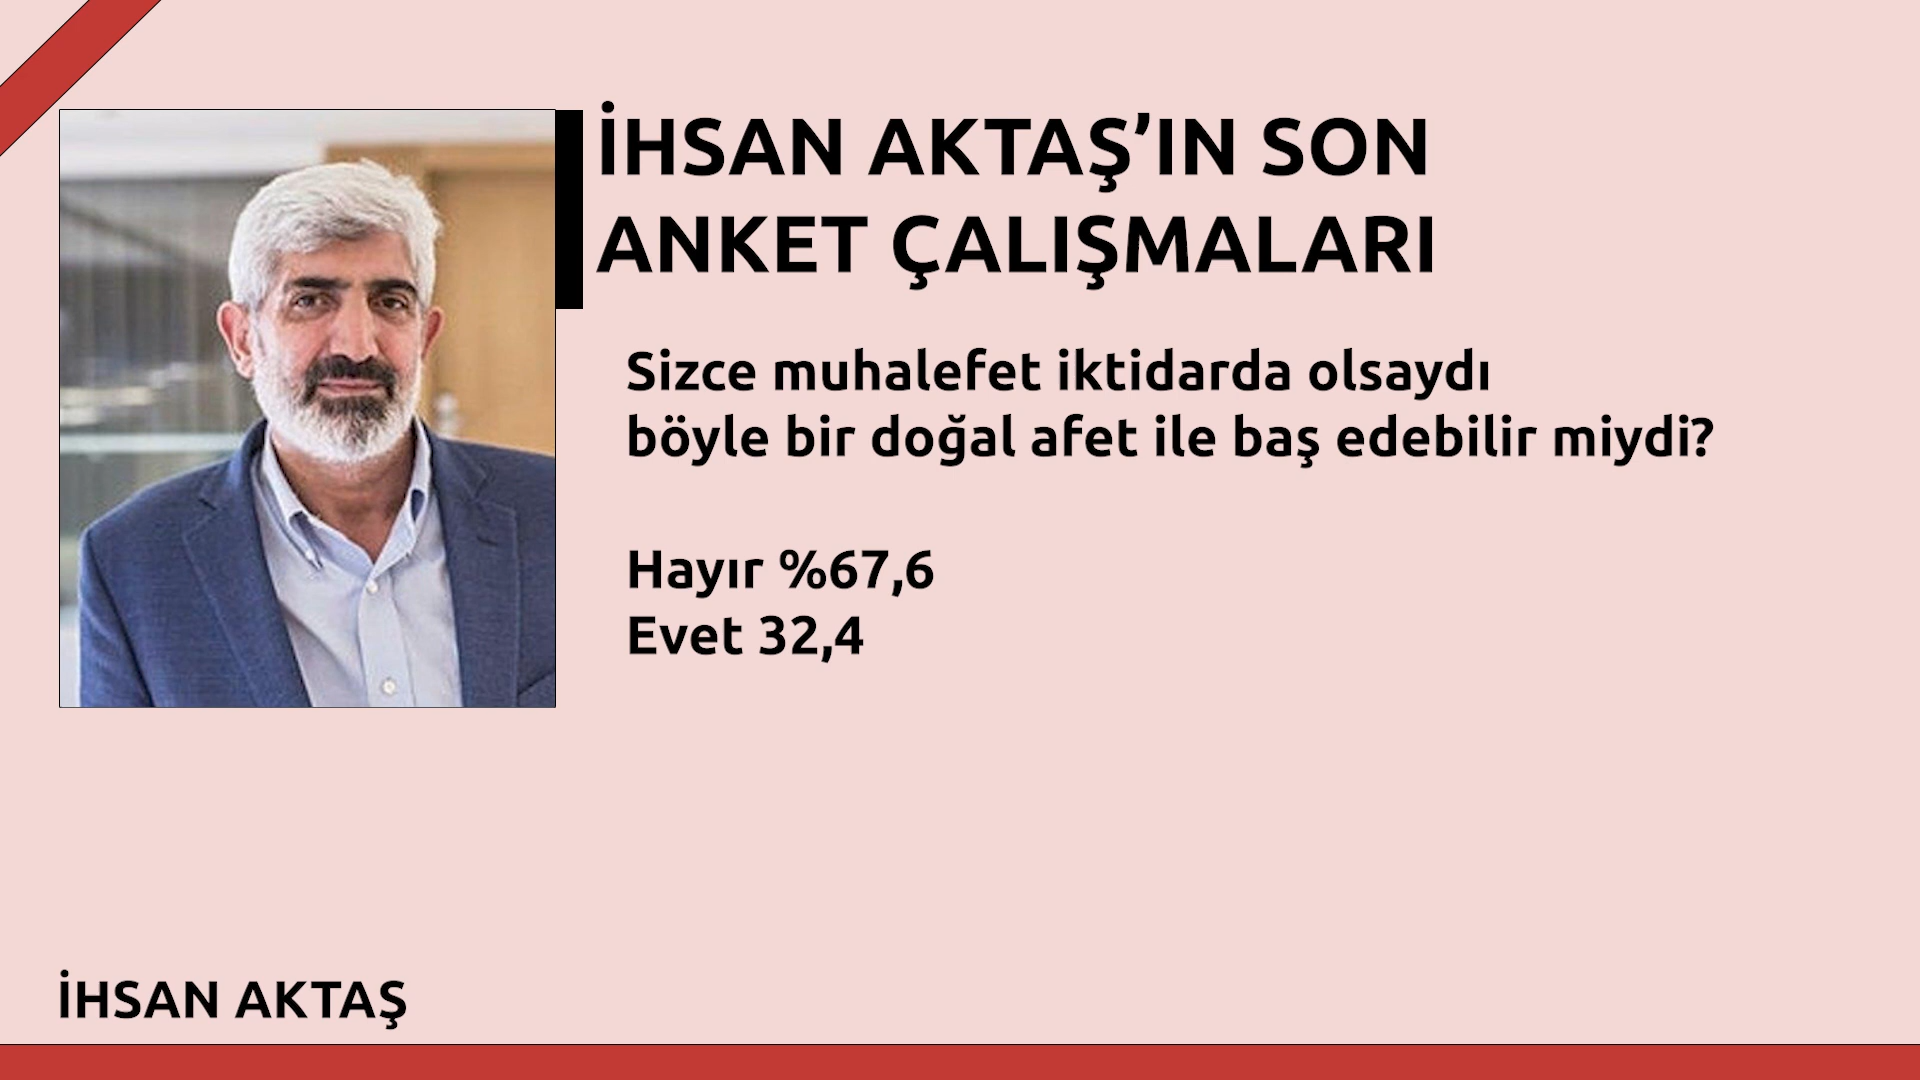 İHSAN AKTAŞ’IN SON
ANKET ÇALIŞMALARI
Sizce muhalefet iktidarda olsaydı
böyle bir doğal afet ile baş edebilir miydi?
Hayır %67,6
Evet 32,4
İHSAN AKTAŞ